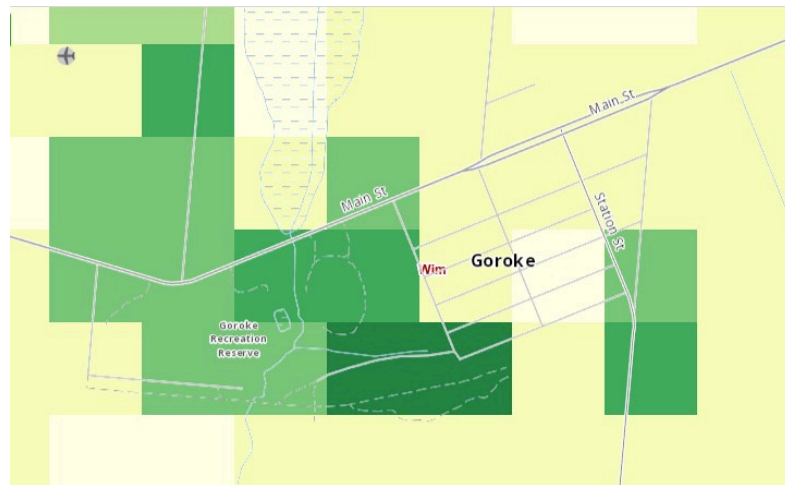 Main St
Main St
Station St
Wim
Goroke
Goroke
Recreation
Reserve